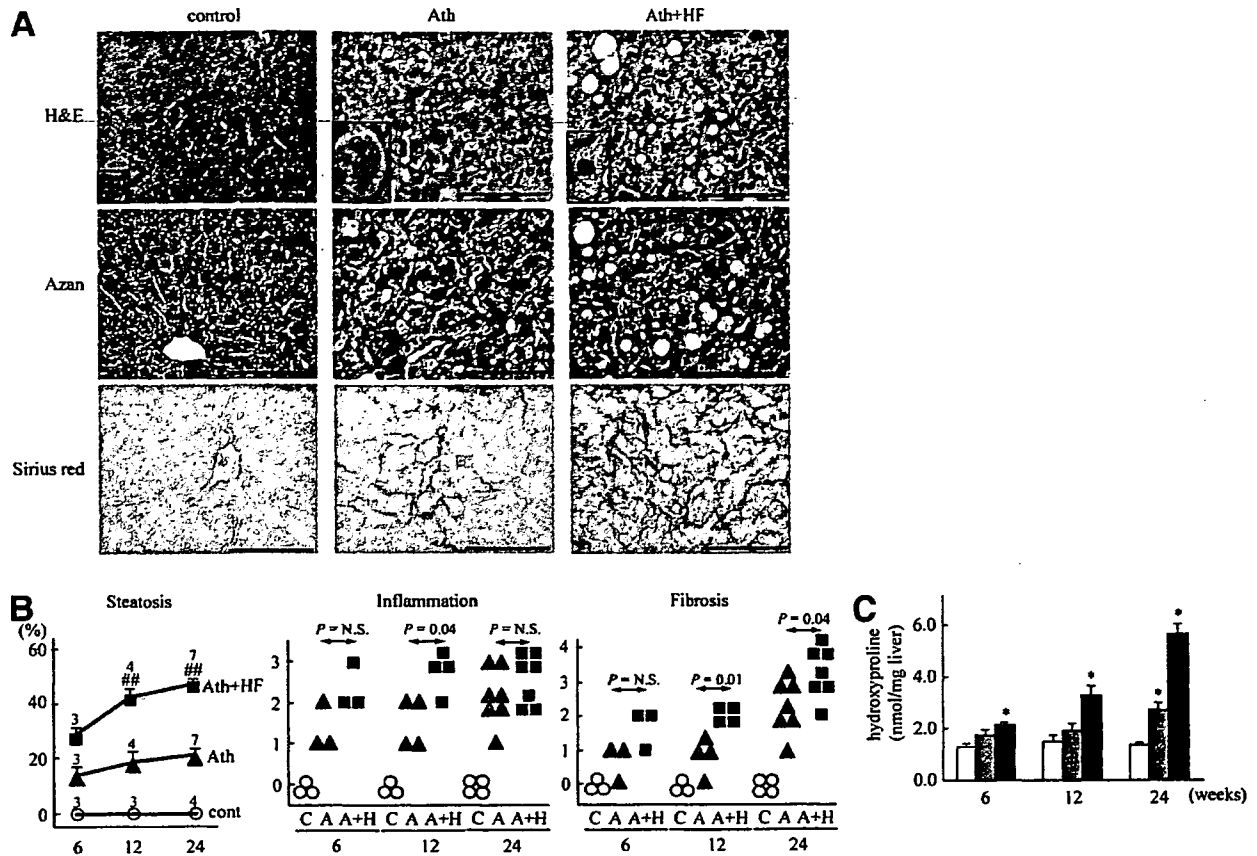 A
control Ath Ath+HF
H&E
Azan
Sirius red
B
Steatosis
(%)
60
40
20
0
3
4
##
7
##
Ath+HF
3
4
7
Ath
3
3
4
cont
6 12 24
Inflammation
P = N.S. P = 0.04 P = N.S.
3
2
1
0
C A A+H C A A+H C A A+H
6 12 24
Fibrosis
P = 0.04
P = N.S. P = 0.01
4
3
2
1
0
C A A+H C A A+H C A A+H
6 12 24
C
hydroxyproline
(nmol/mg liver)
6.0
4.0
2.0
0.0
* * * *
6 12 24 (weeks)